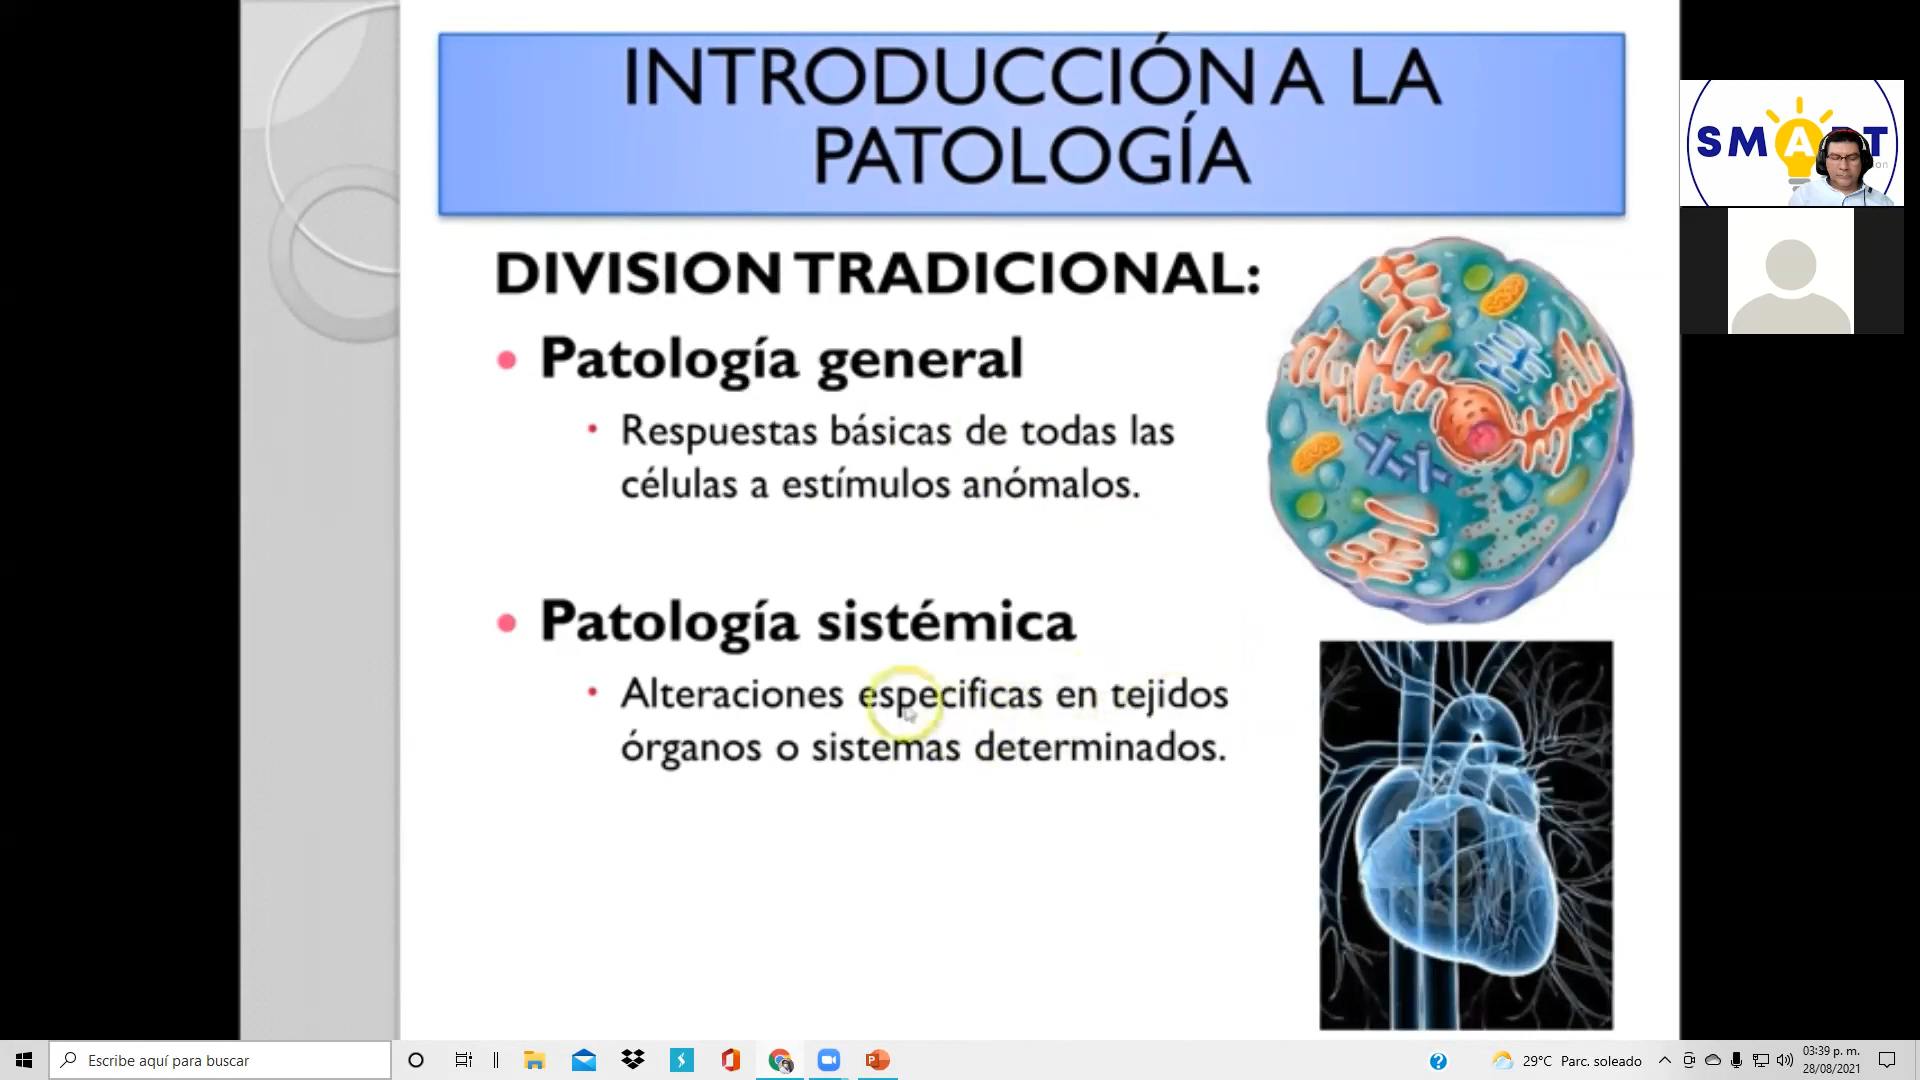 INTRODUCCIÓN A LA
PATOLOGÍA
DIVISION TRADICIONAL:
• Patología general
• Respuestas básicas de todas las
células a estímulos anómalos.
• Patología sistémica
• Alteraciones especificas en tejidos
órganos o sistemas determinados.
SMART
Escribe aquí para buscar
29°C Parc. soleado
03:39 p. m.
28/08/2021